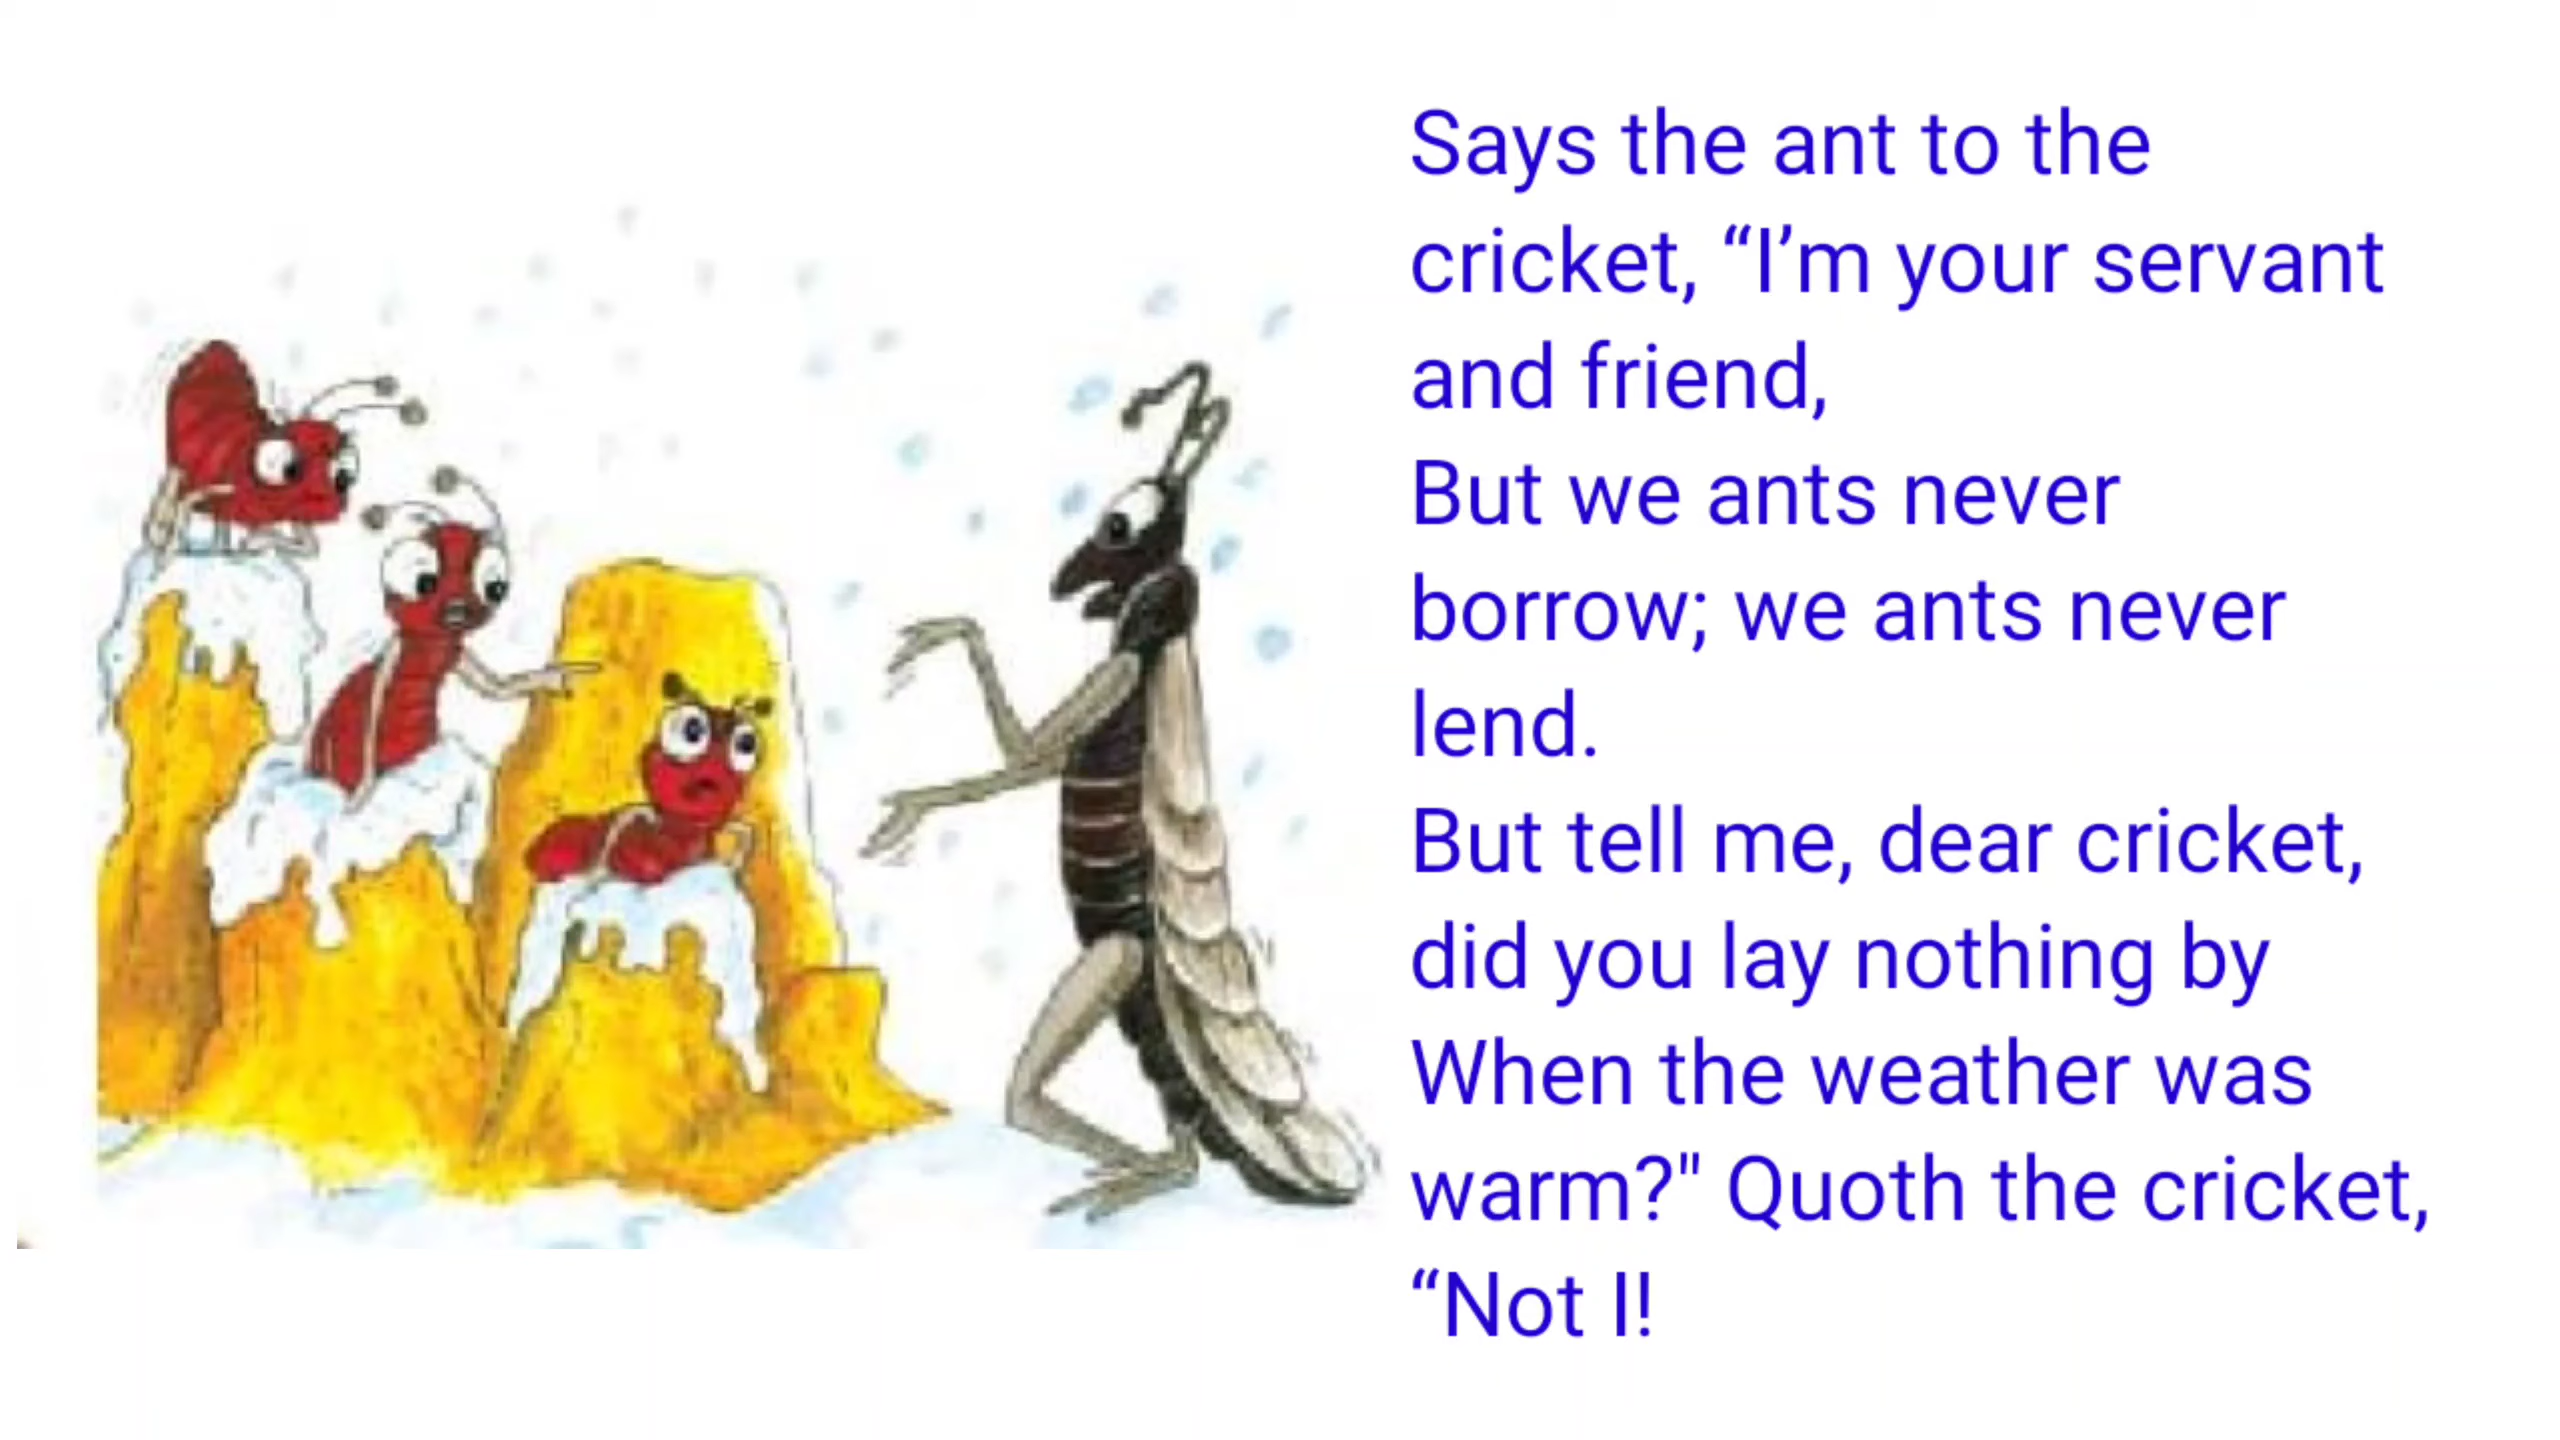 Says the ant to the
cricket, “I’m your servant
and friend,
But we ants never
borrow; we ants never
lend.
But tell me, dear cricket,
did you lay nothing by
When the weather was
warm?" Quoth the cricket,
“Not I!